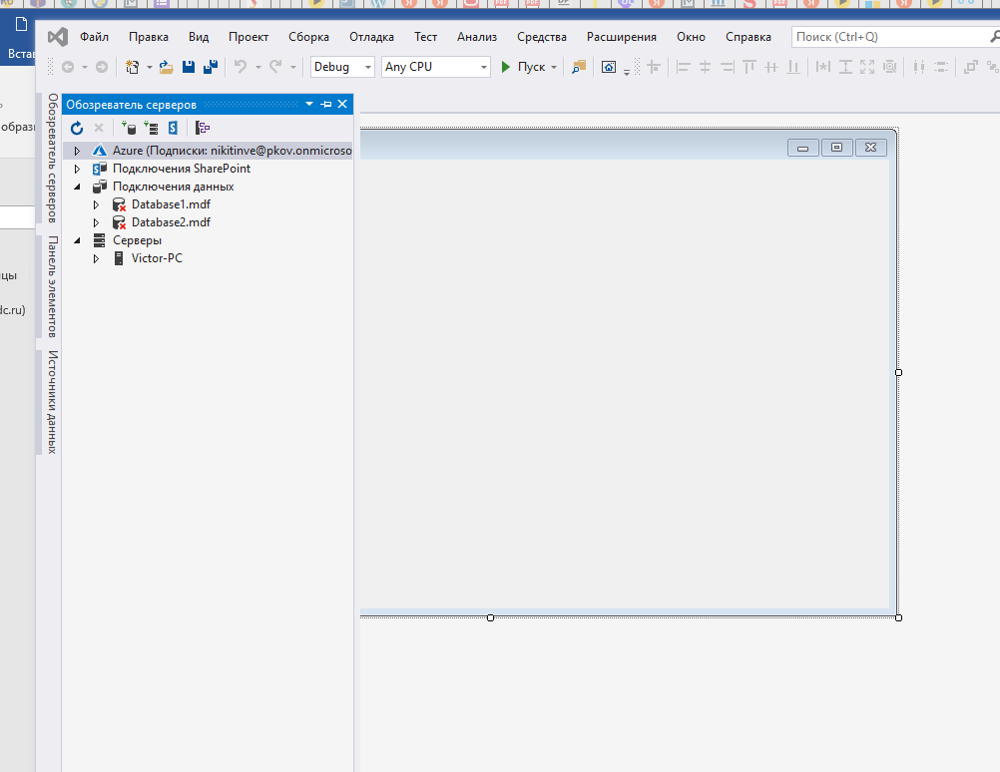 Файл Правка Вид Проект Сборка Отладка Тест Анализ Средства Расширения Окно Справка Поиск (Ctrl+Q)
Встав
Debug Any CPU Пуск
образ
Обозреватель серверов
Azure (Подписки: nikitinve@pkov.onmicroso
Подключения SharePoint
Подключения данных
Database1.mdf
Database2.mdf
Серверы
Victor-PC
Обозреватель серверов
Панель элементов
Источники данных
цы
dc.ru)